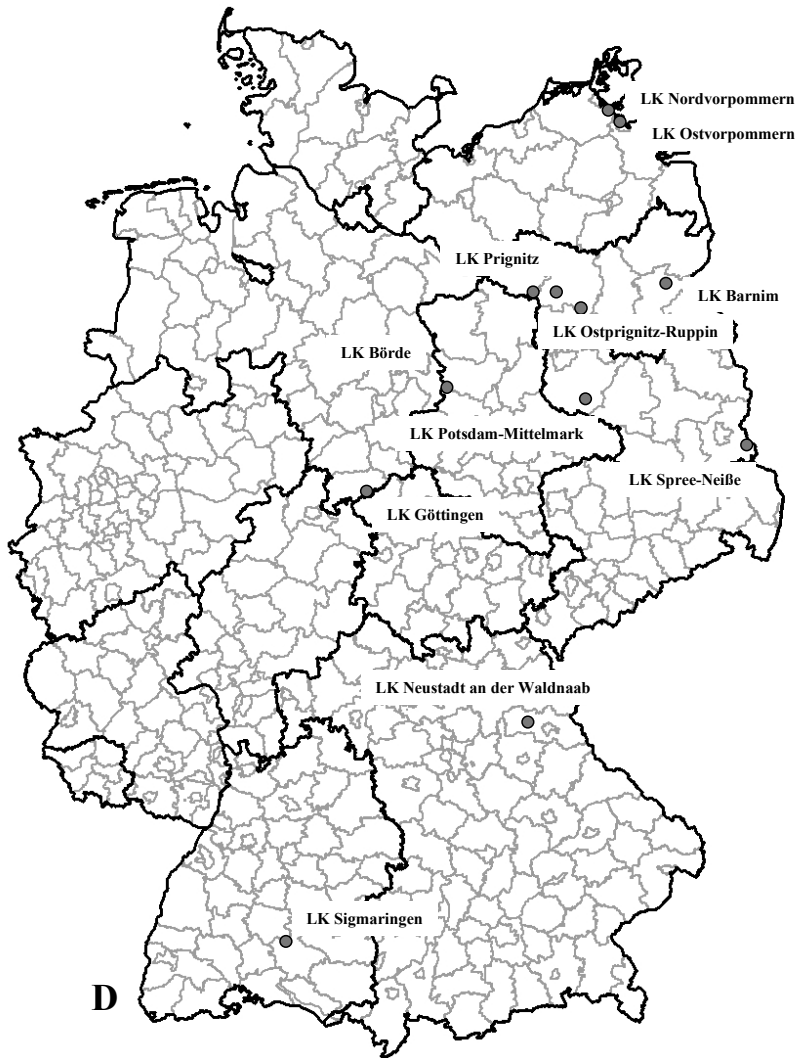 LK Nordvorpommern
LK Ostvorpommern
LK Prignitz
LK Barnim
LK Ostprignitz-Ruppin
LK Börde
LK Potsdam-Mittelmark
LK Spree-Neiße
LK Göttingen
LK Neustadt an der Waldnaab
LK Sigmaringen
D